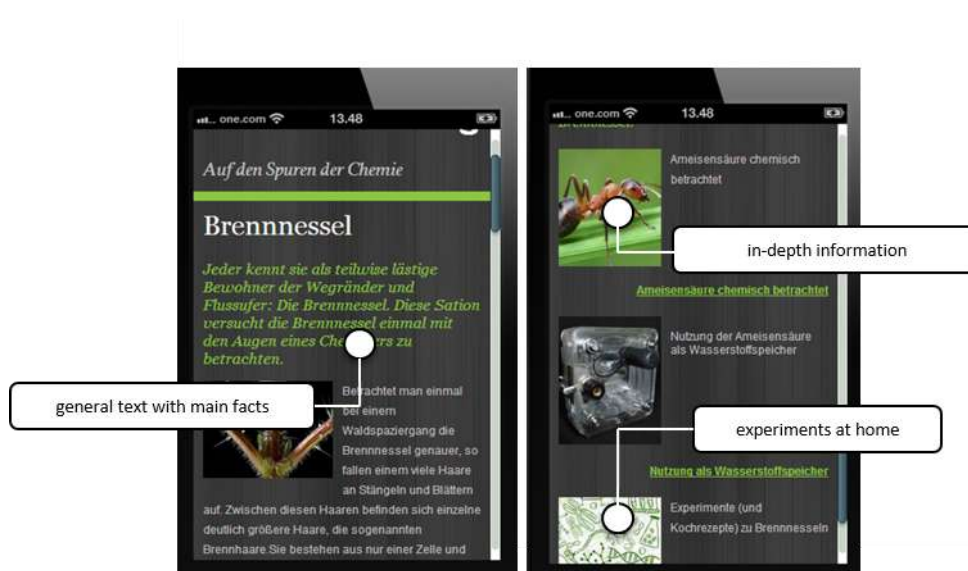 one.com 13.48
Auf den Spuren der Chemie
Brennnessel
Jeder kennt sie als teilwise lästige
Bewohner der Wegränder und
Flussufer: Die Brennnessel. Diese Sation
versucht die Brennnessel einmal mit
den Augen eines zu
betrachten.
general text with main facts
Betrachtet man einmal
bei einem
Waldspaziergang die
Brennnessel genauer, so
fallen einem viele Haare
an Stängeln und Blättern
auf. Zwischen diesen Haaren befinden sich einzelne
deutlich größere Haare, die sogenannten
Brennhaare.Sie bestehen aus nur einer Zelle und
one.com 13.48
Ameisensäure chemisch
betrachtet
in-depth information
Ameisensäure chemisch betrachtet
Nutzung der Ameisensäure
als Wasserstoffspeicher
experiments at home
Nutzung als Wasserstoffspeicher
Experimente (und
Kochrezepte) zu Brennnesseln